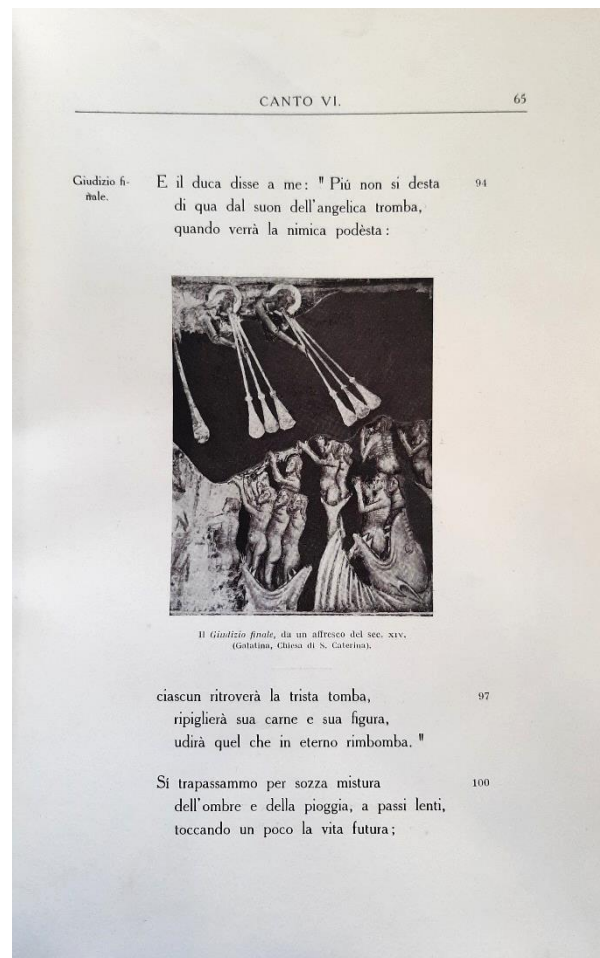 CANTO VI. 65
Giudizio fi-
nale.
E il duca disse a me: " Piú non si desta 94
di qua dal suon dell'angelica tromba,
quando verrà la nimica podèsta:
Il Giudizio finale, da un affresco del sec. XIV.
(Galatina, Chiesa di S. Caterina).
ciascun ritroverà la trista tomba, 97
ripiglierà sua carne e sua figura,
udirà quel che in eterno rimbomba. "
Sí trapassammo per sozza mistura 100
dell'ombre e della pioggia, a passi lenti,
toccando un poco la vita futura;